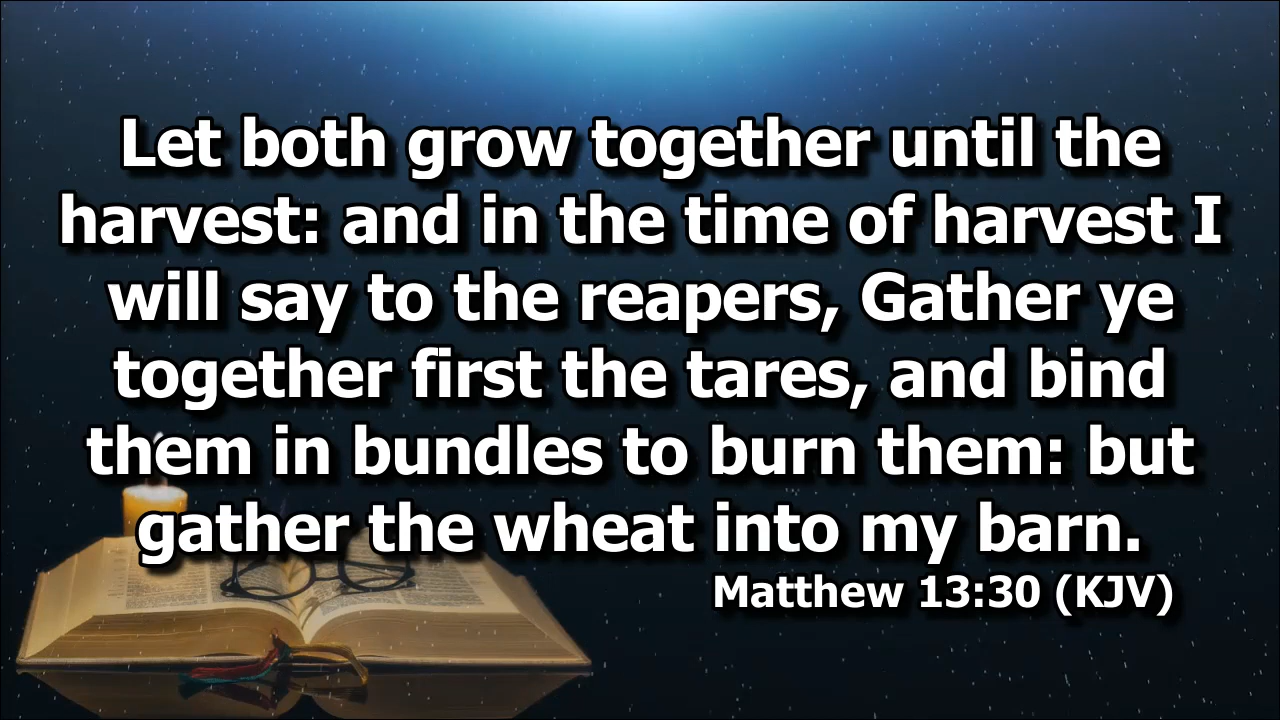 Let both grow together until the
harvest: and in the time of harvest I
will say to the reapers, Gather ye
together first the tares, and bind
them in bundles to burn them: but
gather the wheat into my barn.
Matthew 13:30 (KJV)